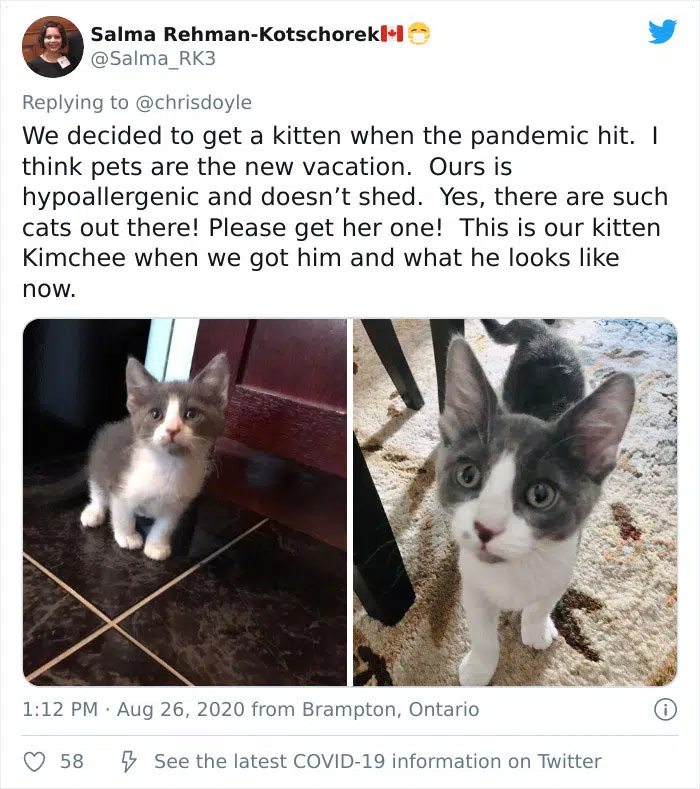 Salma Rehman-Kotschorek🇨🇦😷
@Salma_RK3
Replying to @chrisdoyle
We decided to get a kitten when the pandemic hit.  I
think pets are the new vacation.  Ours is
hypoallergenic and doesn’t shed.  Yes, there are such
cats out there! Please get her one!  This is our kitten
Kimchee when we got him and what he looks like
now.
1:12 PM · Aug 26, 2020 from Brampton, Ontario
58
See the latest COVID-19 information on Twitter